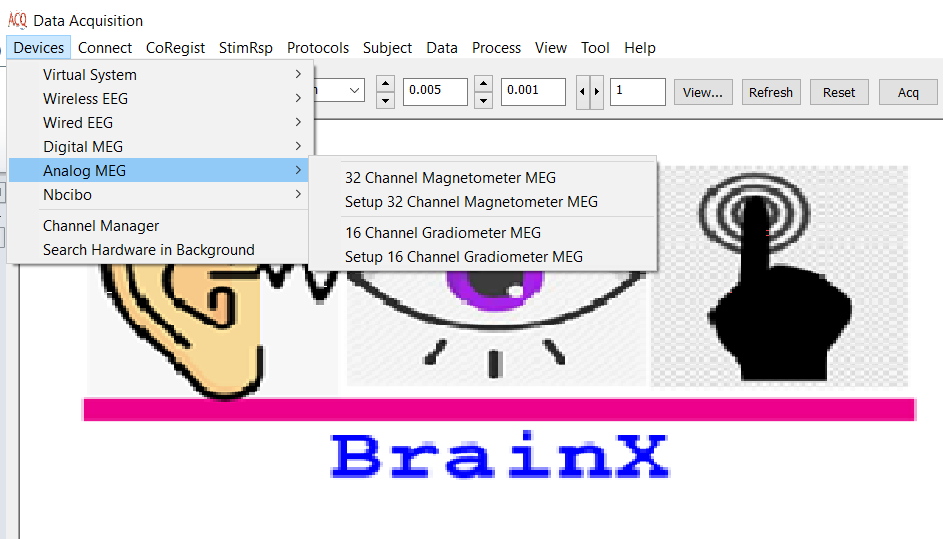 ACQ Data Acquisition
Devices Connect CoRegist StimRsp Protocols Subject Data Process View Tool Help
Virtual System
Wireless EEG
Wired EEG
Digital MEG
Analog MEG
Nbcibo
Channel Manager
Search Hardware in Background
0.005 0.001 1 View... Refresh Reset Acq
32 Channel Magnetometer MEG
Setup 32 Channel Magnetometer MEG
16 Channel Gradiometer MEG
Setup 16 Channel Gradiometer MEG
BrainX